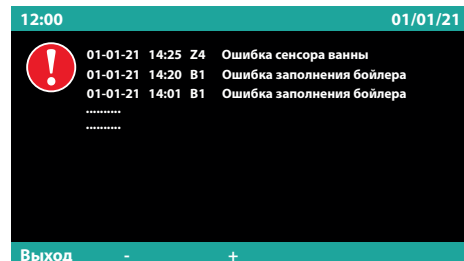 12:00 01/01/21
01-01-21 14:25 Z4 Ошибка сенсора ванны
01-01-21 14:20 B1 Ошибка заполнения бойлера
01-01-21 14:01 B1 Ошибка заполнения бойлера
..........
..........
Выход - +